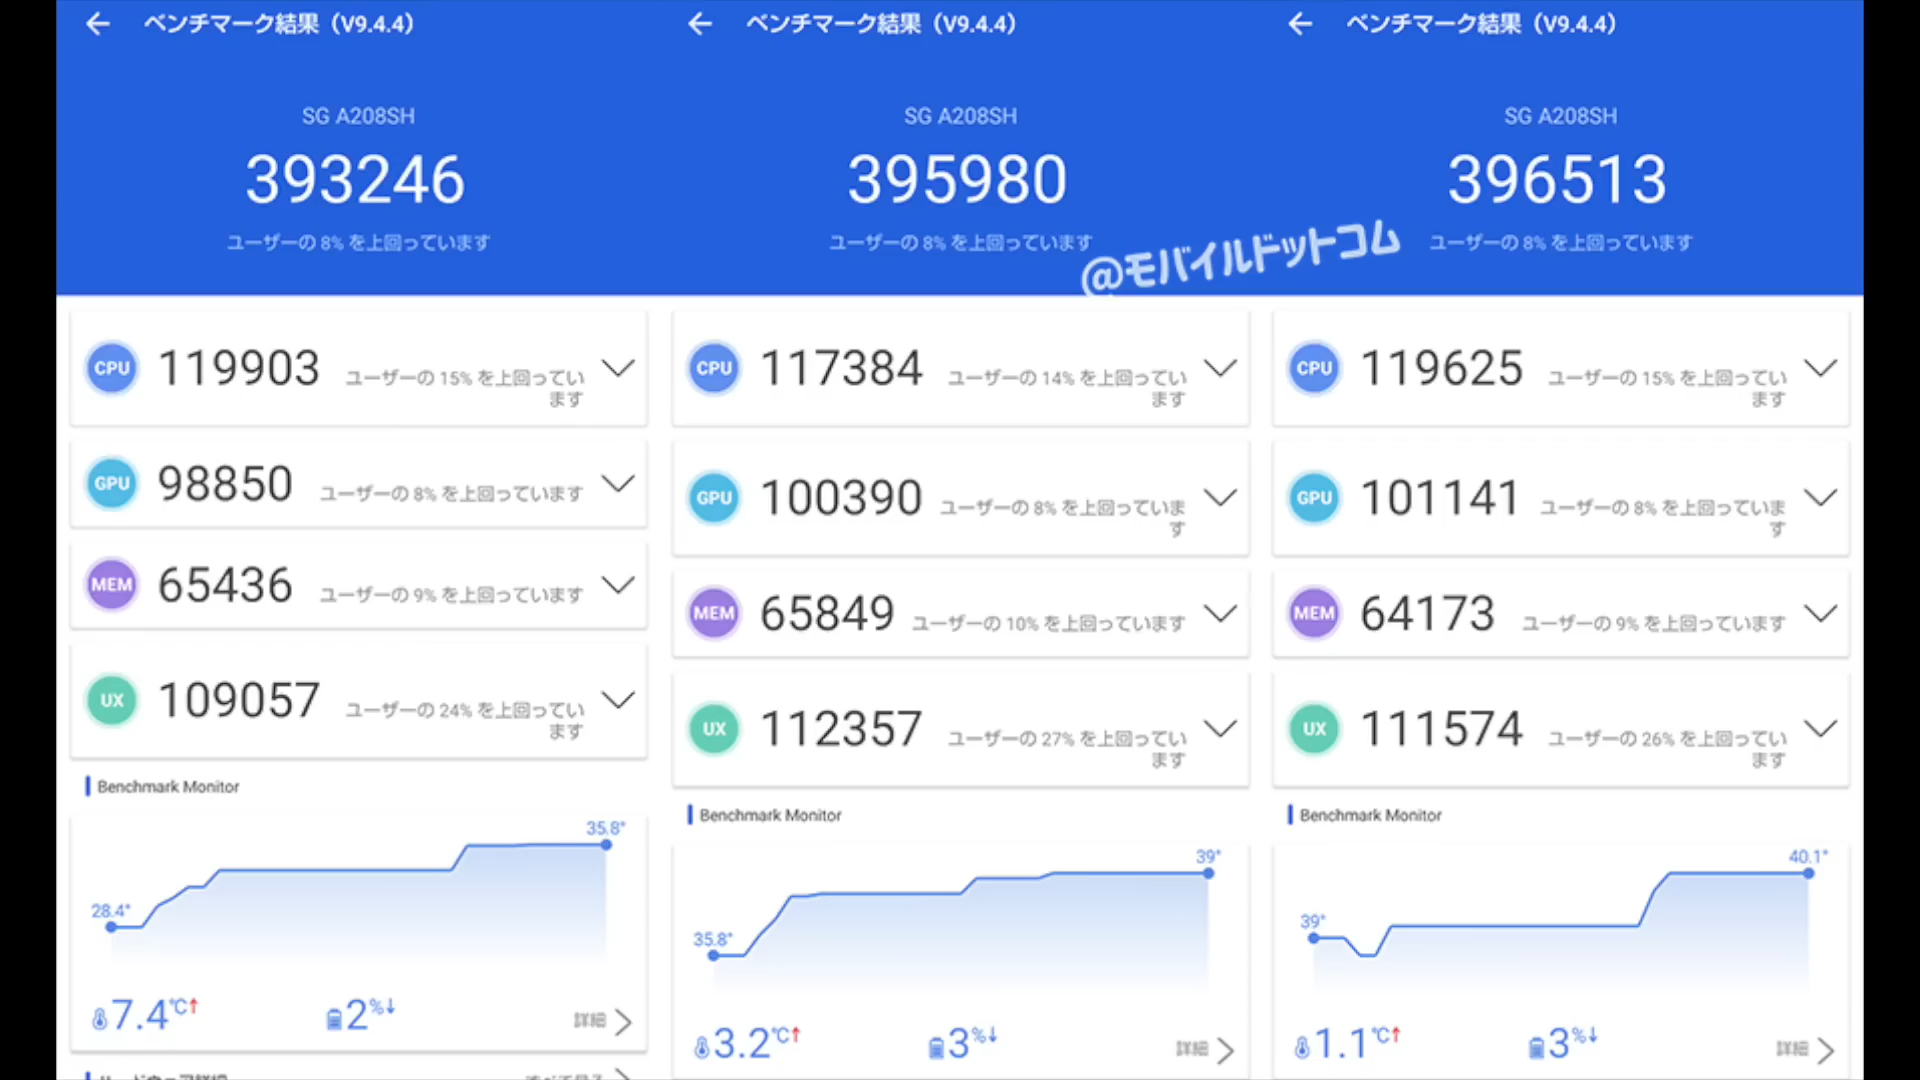 ベンチマーク結果（V9.4.4）
SG A208SH
393246
ユーザーの 8% を上回っています
CPU 119903 ユーザーの 15% を上回ってい
ます
GPU 98850 ユーザーの 8% を上回っています
MEM 65436 ユーザーの 9% を上回っています
UX 109057 ユーザーの 24% を上回ってい
ます
Benchmark Monitor
35.8°
28.4°
7.4℃↑ 2%↓ 詳細
ベンチマーク結果（V9.4.4）
SG A208SH
395980
ユーザーの 8% を上回っています
CPU 117384 ユーザーの 14% を上回ってい
ます
GPU 100390 ユーザーの 8% を上回っていま
す
MEM 65849 ユーザーの 10% を上回っています
UX 112357 ユーザーの 27% を上回ってい
ます
Benchmark Monitor
39°
35.8°
3.2℃↑ 3%↓ 詳細
ベンチマーク結果（V9.4.4）
SG A208SH
396513
ユーザーの 8% を上回っています
CPU 119625 ユーザーの 15% を上回ってい
ます
GPU 101141 ユーザーの 8% を上回っていま
す
MEM 64173 ユーザーの 9% を上回っています
UX 111574 ユーザーの 26% を上回ってい
ます
Benchmark Monitor
40.1°
39°
1.1℃↑ 3%↓ 詳細
@モバイルドットコム